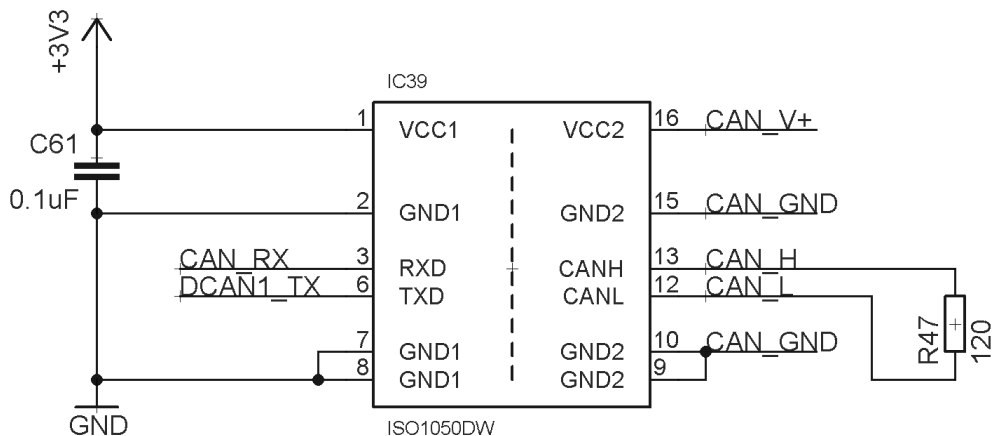 +3V3
IC39
1 VCC1 VCC2 16 CAN_V+
C61
0.1uF
2 GND1 GND2 15 CAN_GND
CAN_RX 3 RXD CANH 13 CAN_H
DCAN1_TX 6 TXD CANL 12 CAN_L
R47
120
7 GND1 GND2 10 CAN_GND
8 GND1 GND2 9
GND
ISO1050DW